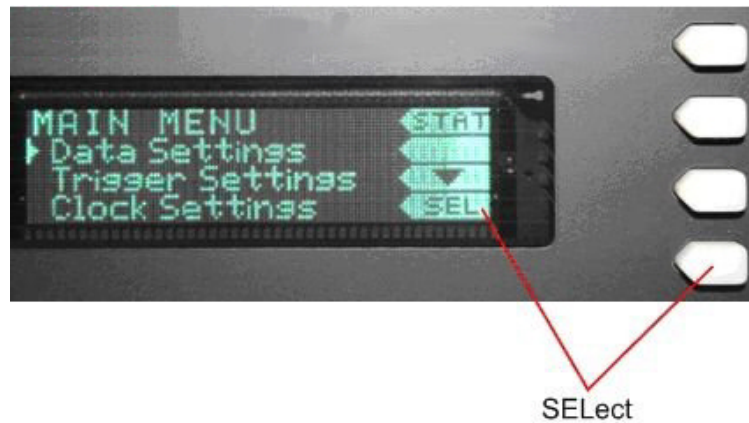 MAIN MENU STAT
Data Settings
Trigger Settings
Clock Settings SEL
SELect